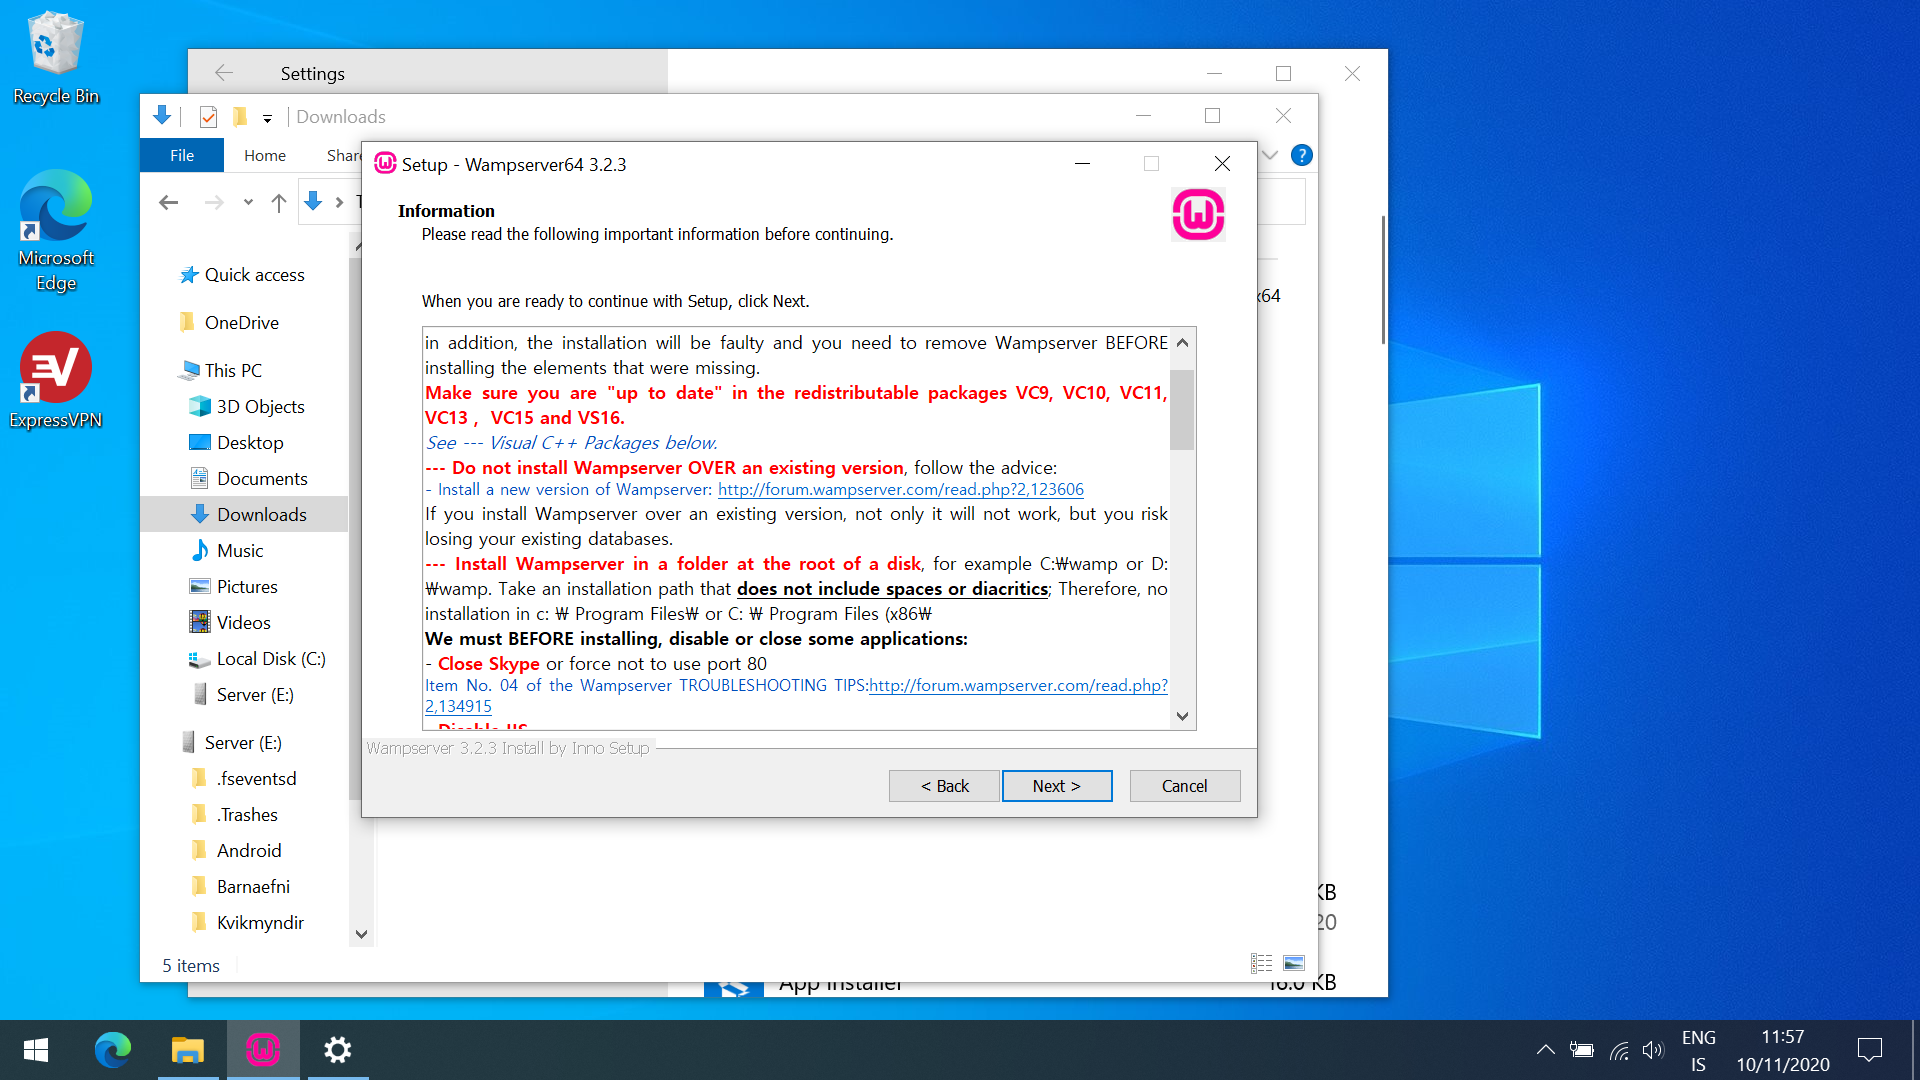 Recycle Bin
Microsoft
Edge
ExpressVPN
Settings
Downloads
File
Home
Share
Quick access
OneDrive
This PC
3D Objects
Desktop
Documents
Downloads
Music
Pictures
Videos
Local Disk (C:)
Server (E:)
Server (E:)
.fseventsd
.Trashes
Android
Barnaefni
Kvikmyndir
5 items
Setup - Wampserver64 3.2.3
Information
Please read the following important information before continuing.
When you are ready to continue with Setup, click Next.
in addition, the installation will be faulty and you need to remove Wampserver BEFORE
installing the elements that were missing.
Make sure you are "up to date" in the redistributable packages VC9, VC10, VC11,
VC13 , VC15 and VS16.
See --- Visual C++ Packages below.
--- Do not install Wampserver OVER an existing version, follow the advice:
- Install a new version of Wampserver: http://forum.wampserver.com/read.php?2,123606
If you install Wampserver over an existing version, not only it will not work, but you risk
losing your existing databases.
--- Install Wampserver in a folder at the root of a disk, for example C:₩wamp or D:
₩wamp. Take an installation path that does not include spaces or diacritics; Therefore, no
installation in c: ₩ Program Files₩ or C: ₩ Program Files (x86₩
We must BEFORE installing, disable or close some applications:
- Close Skype or force not to use port 80
Item No. 04 of the Wampserver TROUBLESHOOTING TIPS:http://forum.wampserver.com/read.php?
2,134915
- Disable IIS
Wampserver 3.2.3 Install by Inno Setup
< Back
Next >
Cancel
x64
KB
20
App Installer
16.0 KB
ENG
IS
11:57
10/11/2020